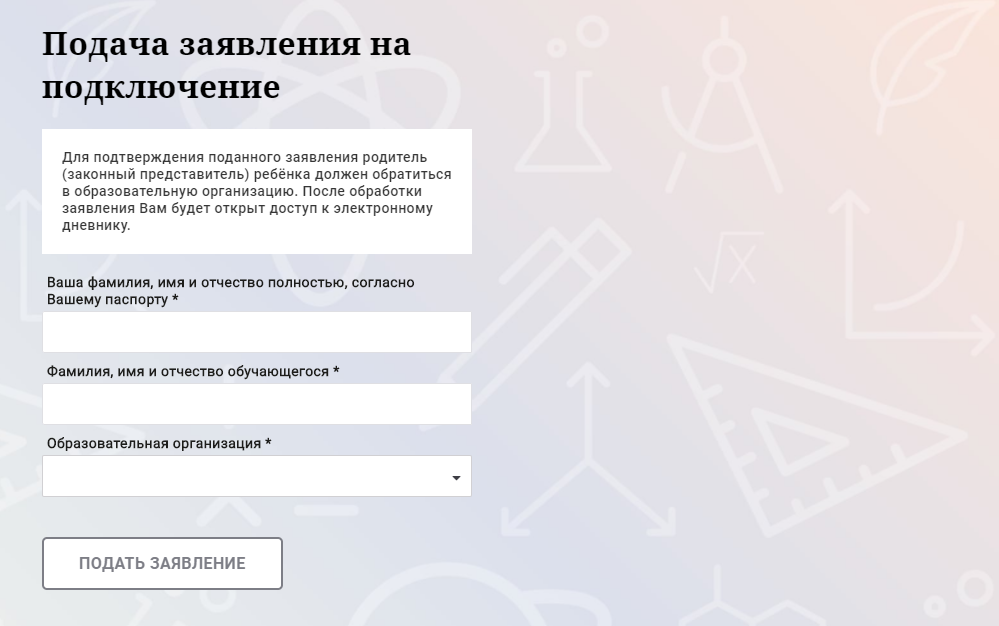 Подача заявления на
подключение
Для подтверждения поданного заявления родитель
(законный представитель) ребёнка должен обратиться
в образовательную организацию. После обработки
заявления Вам будет открыт доступ к электронному
дневнику.
Ваша фамилия, имя и отчество полностью, согласно
Вашему паспорту *
Фамилия, имя и отчество обучающегося *
Образовательная организация *
ПОДАТЬ ЗАЯВЛЕНИЕ
√x